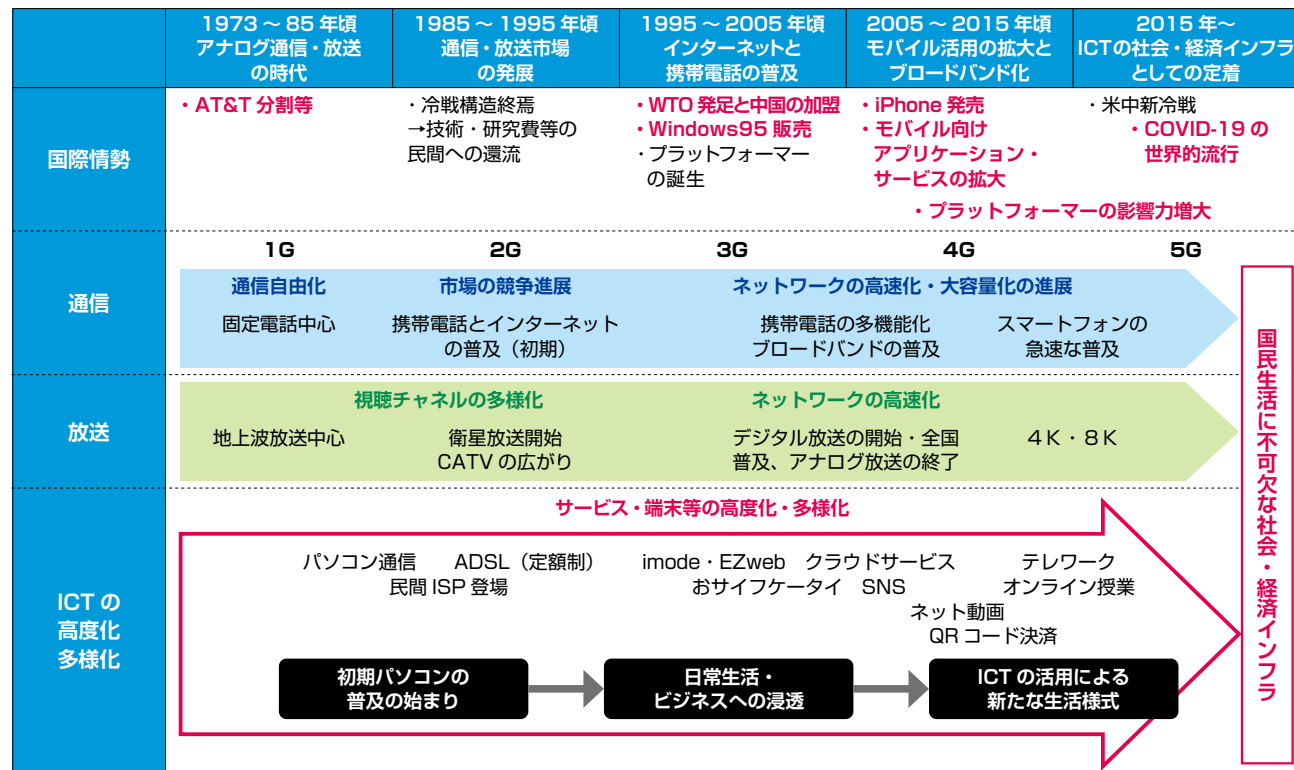 1973～85年頃
アナログ通信・放送
の時代
1985～1995年頃
通信・放送市場
の発展
1995～2005年頃
インターネットと
携帯電話の普及
2005～2015年頃
モバイル活用の拡大と
ブロードバンド化
2015年～
ICTの社会・経済インフラ
としての定着
国際情勢
・AT&T分割等
・冷戦構造終焉
→技術・研究費等の
民間への還流
・WTO発足と中国の加盟
・Windows95販売
・プラットフォーマー
の誕生
・iPhone発売
・モバイル向け
アプリケーション・
サービスの拡大
・米中新冷戦
・COVID-19の
世界的流行
・プラットフォーマーの影響力増大
通信
1G
2G
3G
4G
5G
通信自由化
市場の競争進展
ネットワークの高速化・大容量化の進展
固定電話中心
携帯電話とインターネット
の普及（初期）
携帯電話の多機能化
ブロードバンドの普及
スマートフォンの
急速な普及
放送
視聴チャネルの多様化
ネットワークの高速化
地上波放送中心
衛星放送開始
CATVの広がり
デジタル放送の開始・全国
普及、アナログ放送の終了
4K・8K
ICTの
高度化
多様化
サービス・端末等の高度化・多様化
パソコン通信 ADSL（定額制）
民間ISP登場
imode・EZweb クラウドサービス
おサイフケータイ SNS
ネット動画
QRコード決済
テレワーク
オンライン授業
初期パソコンの
普及の始まり
日常生活・
ビジネスへの浸透
ICTの活用による
新たな生活様式
国民生活に不可欠な社会・経済インフラ